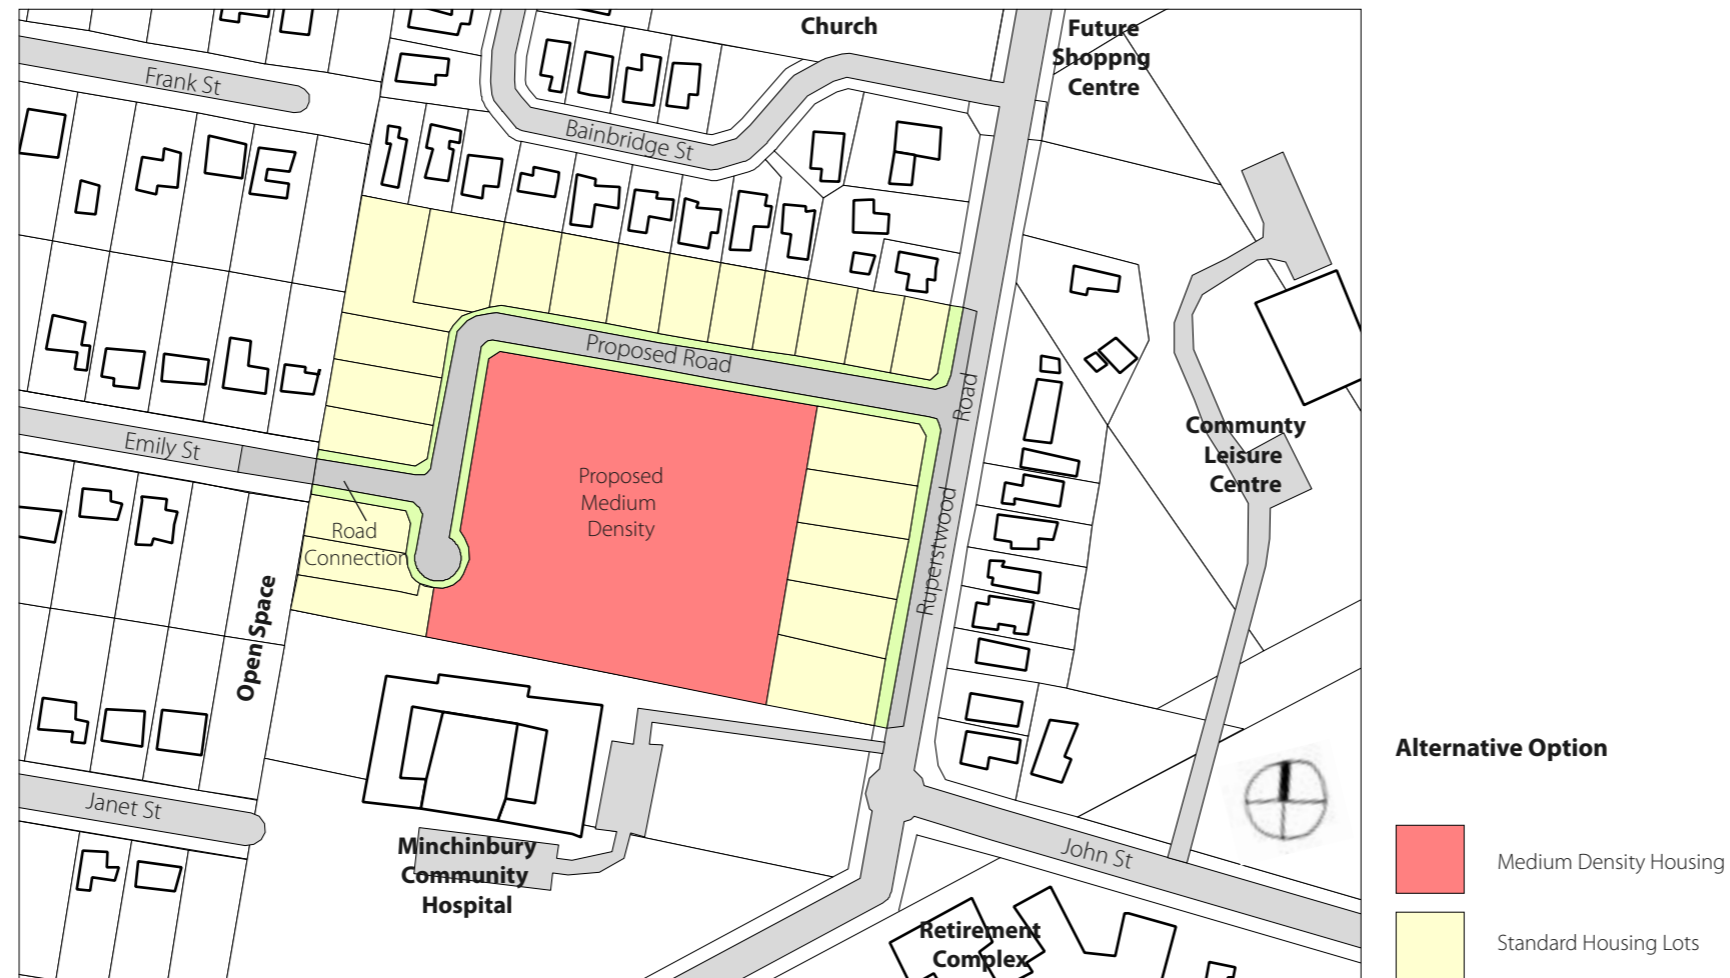 Church
Future
Shoppng
Centre
Frank St
Bainbridge St
Proposed Road
Road
Communty
Leisure
Centre
Emily St
Proposed
Medium
Density
Road
Connection
Ruperstwood
Open Space
Alternative Option
Janet St
Minchinbury
Community
Hospital
John St
Medium Density Housing
Retirement
Complex
Standard Housing Lots